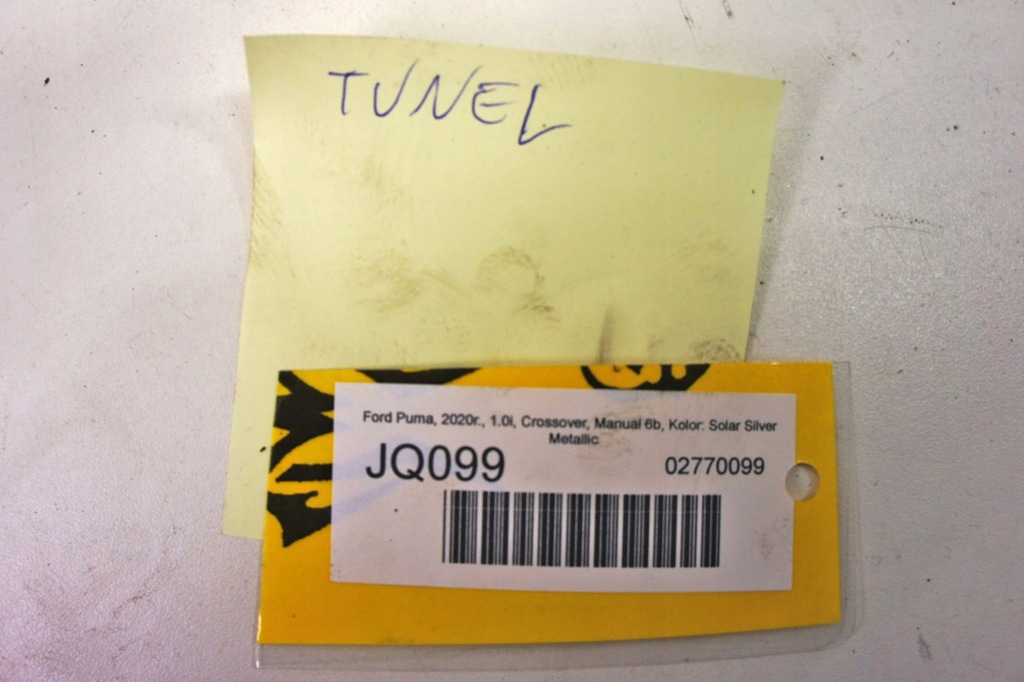 TUNEL
Ford Puma, 2020r., 1.0i, Crossover, Manual 6b, Kolor: Solar Silver
Metallic
JQ099 02770099